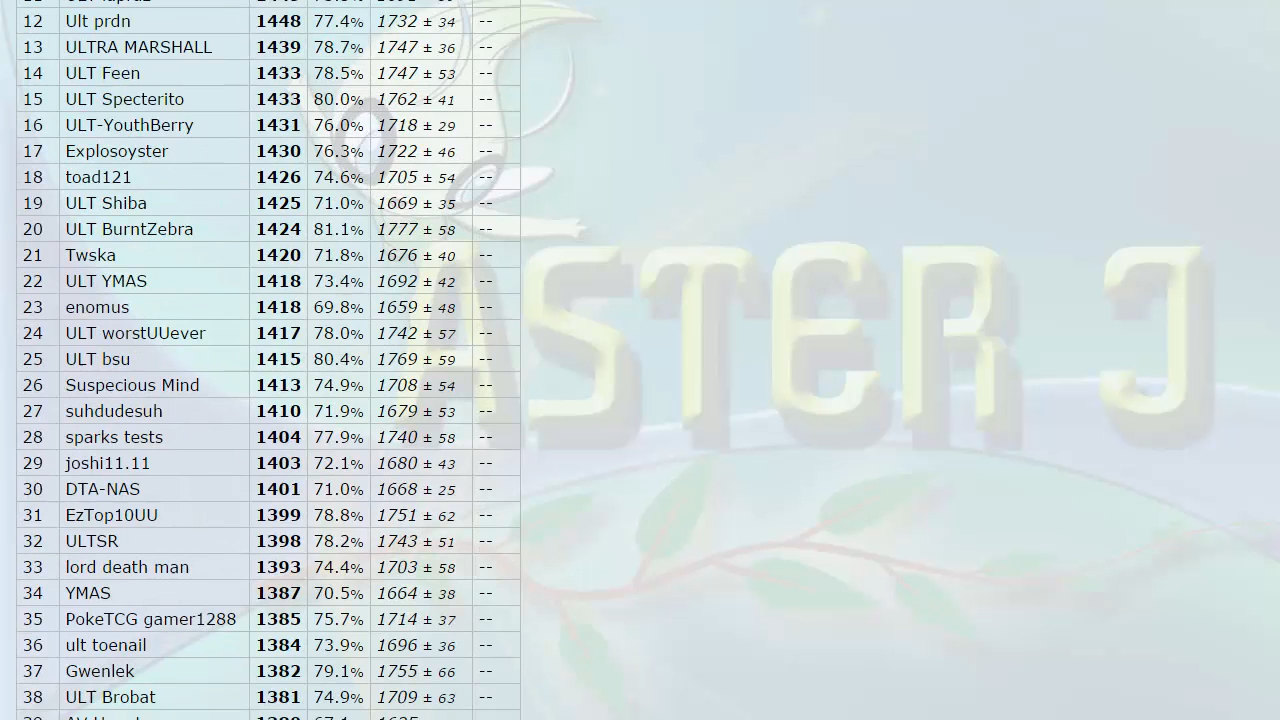 12 Ult prdn 1448 77.4% 1732 ± 34 --
13 ULTRA MARSHALL 1439 78.7% 1747 ± 36 --
14 ULT Feen 1433 78.5% 1747 ± 53 --
15 ULT Specterito 1433 80.0% 1762 ± 41 --
16 ULT-YouthBerry 1431 76.0% 1718 ± 29 --
17 Explosoyster 1430 76.3% 1722 ± 46 --
18 toad121 1426 74.6% 1705 ± 54 --
19 ULT Shiba 1425 71.0% 1669 ± 35 --
20 ULT BurntZebra 1424 81.1% 1777 ± 58 --
21 Twska 1420 71.8% 1676 ± 40 --
22 ULT YMAS 1418 73.4% 1692 ± 42 --
23 enomus 1418 69.8% 1659 ± 48 --
24 ULT worstUUever 1417 78.0% 1742 ± 57 --
25 ULT bsu 1415 80.4% 1769 ± 59 --
26 Suspecious Mind 1413 74.9% 1708 ± 54 --
27 suhdudesuh 1410 71.9% 1679 ± 53 --
28 sparks tests 1404 77.9% 1740 ± 58 --
29 joshi11.11 1403 72.1% 1680 ± 43 --
30 DTA-NAS 1401 71.0% 1668 ± 25 --
31 EzTop10UU 1399 78.8% 1751 ± 62 --
32 ULTSR 1398 78.2% 1743 ± 51 --
33 lord death man 1393 74.4% 1703 ± 58 --
34 YMAS 1387 70.5% 1664 ± 38 --
35 PokeTCG gamer1288 1385 75.7% 1714 ± 37 --
36 ult toenail 1384 73.9% 1696 ± 36 --
37 Gwenlek 1382 79.1% 1755 ± 66 --
38 ULT Brobat 1381 74.9% 1709 ± 63 --
ASTER J